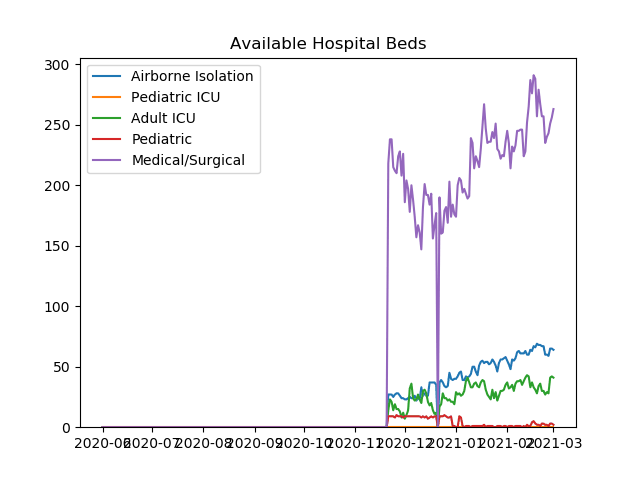 Available Hospital Beds
Airborne Isolation
Pediatric ICU
Adult ICU
Pediatric
Medical/Surgical
300
250
200
150
100
50
0
2020-06 2020-07 2020-08 2020-09 2020-10 2020-11 2020-12 2021-01 2021-02 2021-03